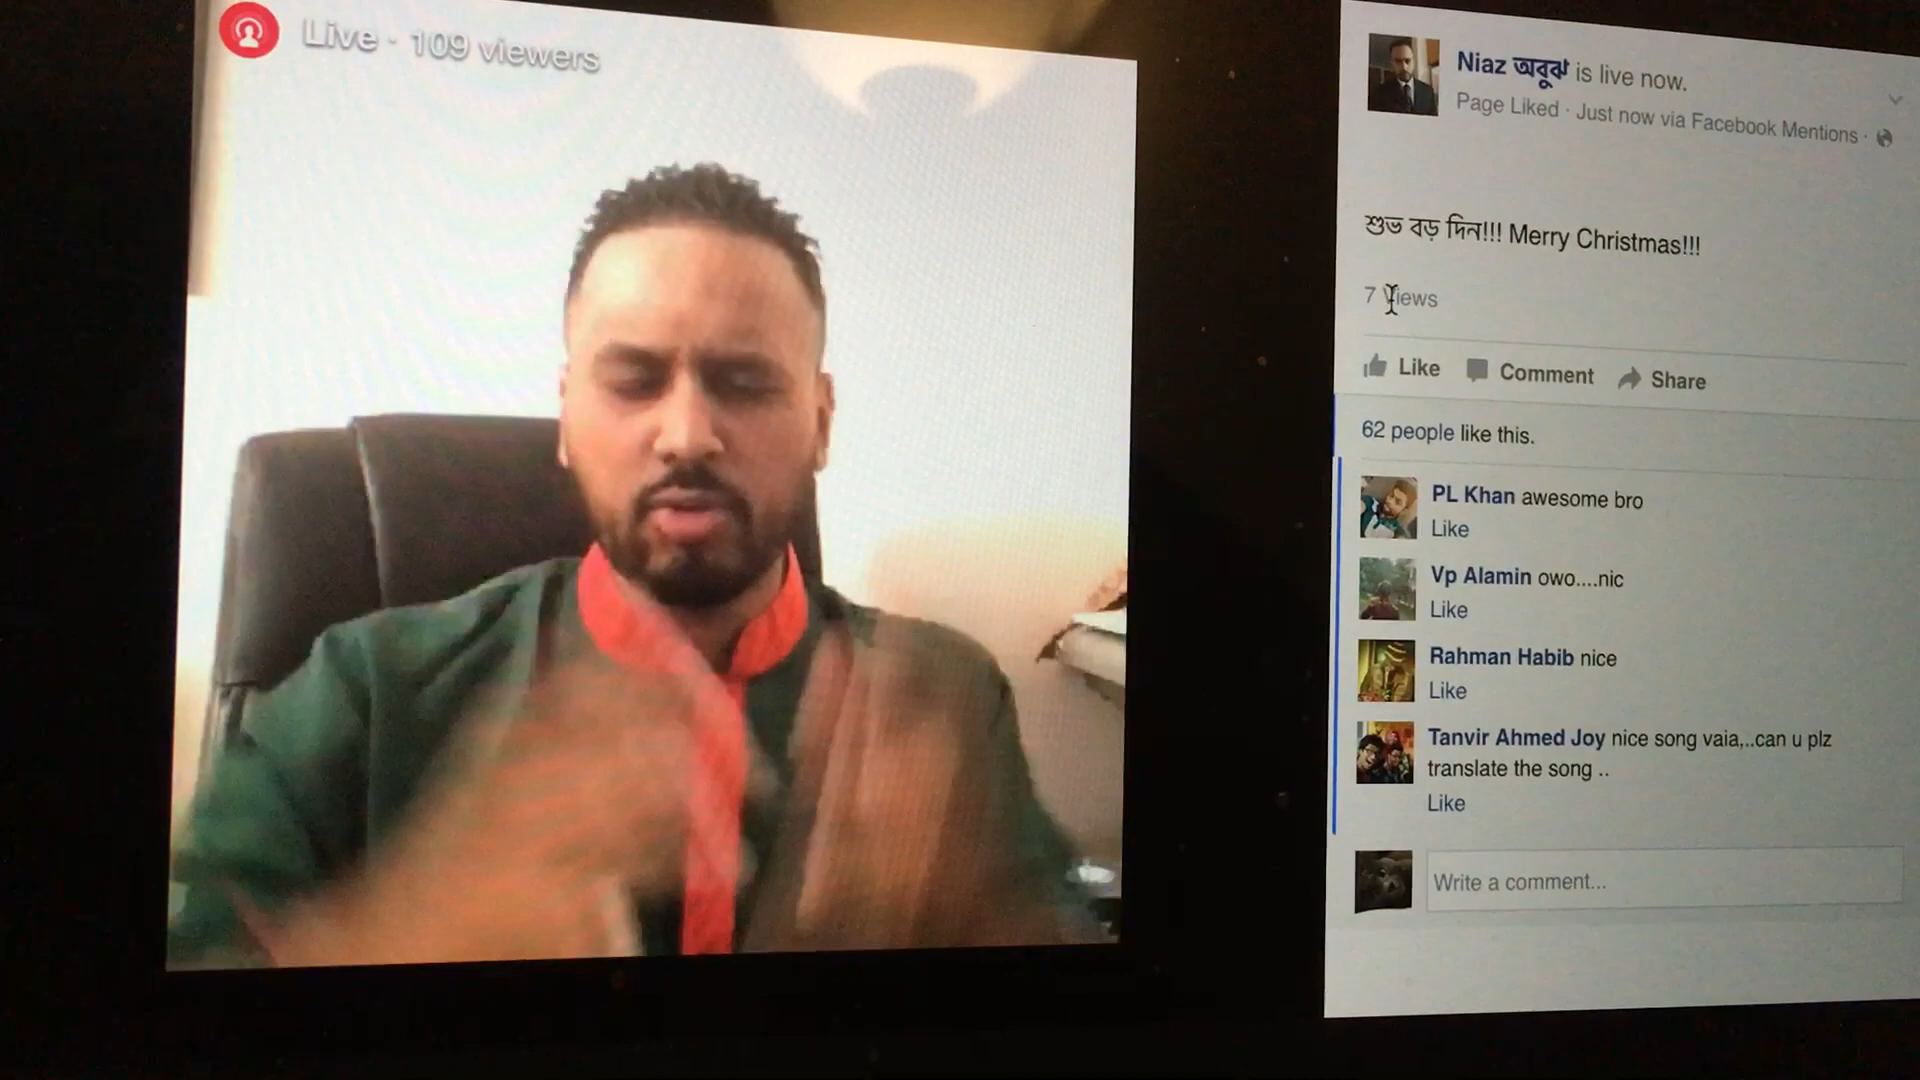 Live · 109 viewers
Niaz অবুঝ is live now.
Page Liked · Just now via Facebook Mentions ·
শুভ বড় দিন!!! Merry Christmas!!!
7 Views
Like Comment Share
62 people like this.
PL Khan awesome bro
Like
Vp Alamin owo....nic
Like
Rahman Habib nice
Like
Tanvir Ahmed Joy nice song vaia,..can u plz
translate the song ..
Like
Write a comment...